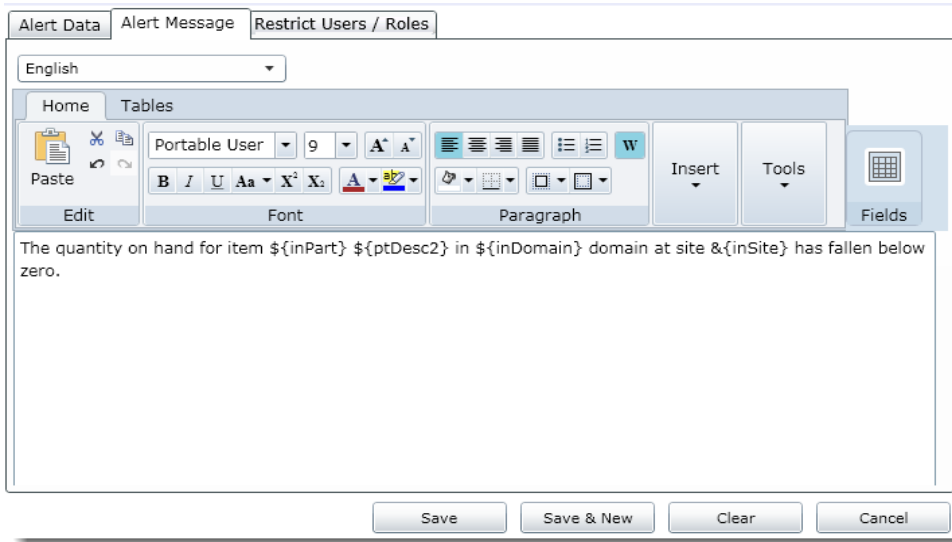 Alert Data Alert Message Restrict Users / Roles
English
Home Tables
Portable User 9 A A W
Paste B I U Aa X² X₂ A ab Insert Tools
Edit Font Paragraph Fields
The quantity on hand for item ${inPart} ${ptDesc2} in ${inDomain} domain at site &{inSite} has fallen below
zero.
Save Save & New Clear Cancel